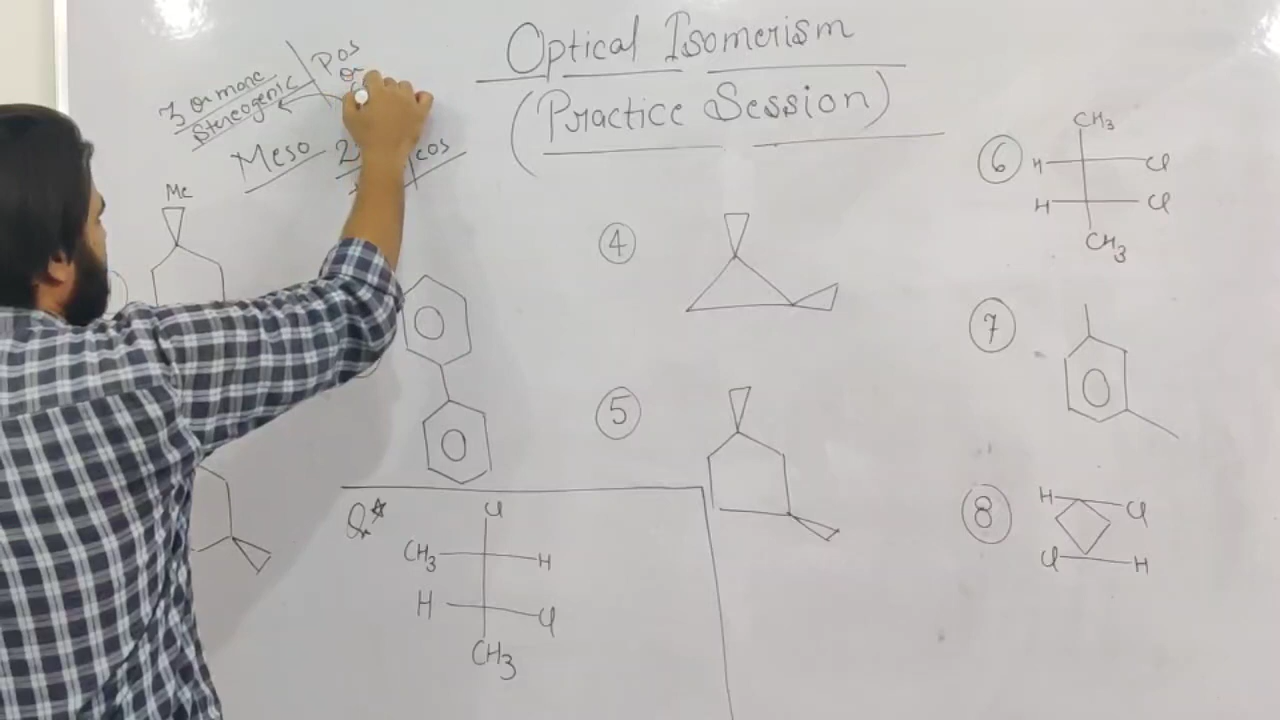 Optical Isomerism
(Practice Session)
3 or more
Stereogenic
Pos
or
Meso
2
cos
Me
4
5
6
CH3
H Cl
H Cl
CH3
7
8
H Cl
Cl H
Q*
Cl
CH3 H
H Cl
CH3